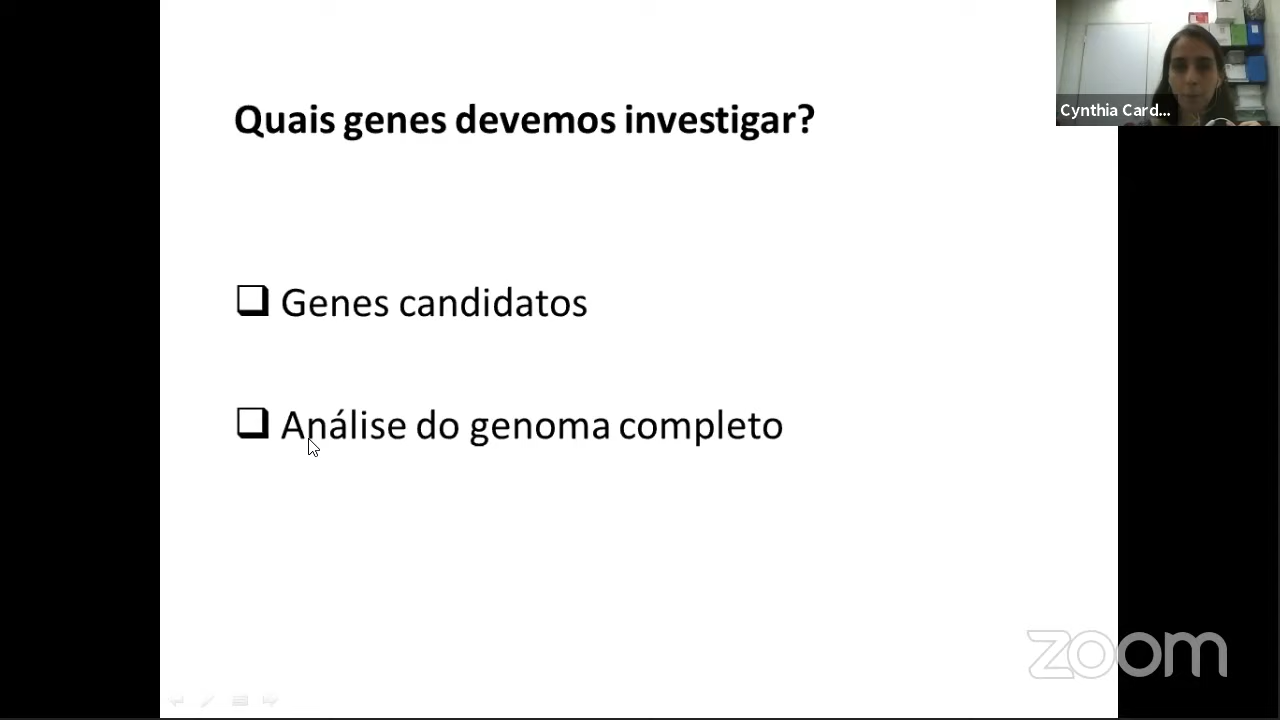 Quais genes devemos investigar?
Cynthia Card...
Genes candidatos
Análise do genoma completo
zoom